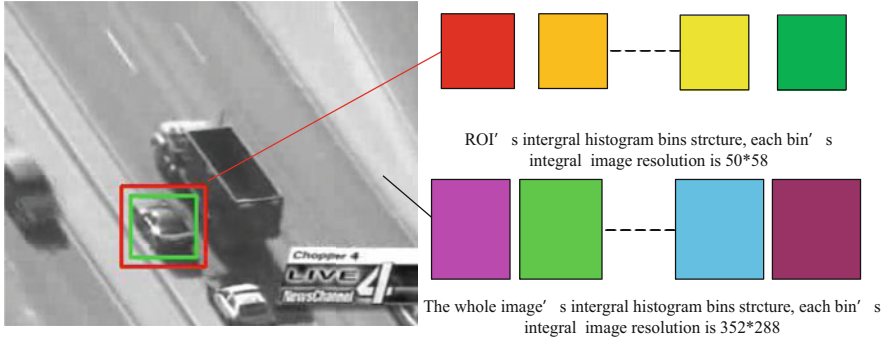 ROI′ s intergral histogram bins strcture, each bin′ s
integral image resolution is 50*58
Chopper 4
LIVE 4
NewsChannel
The whole image′ s intergral histogram bins strcture, each bin′ s
integral image resolution is 352*288